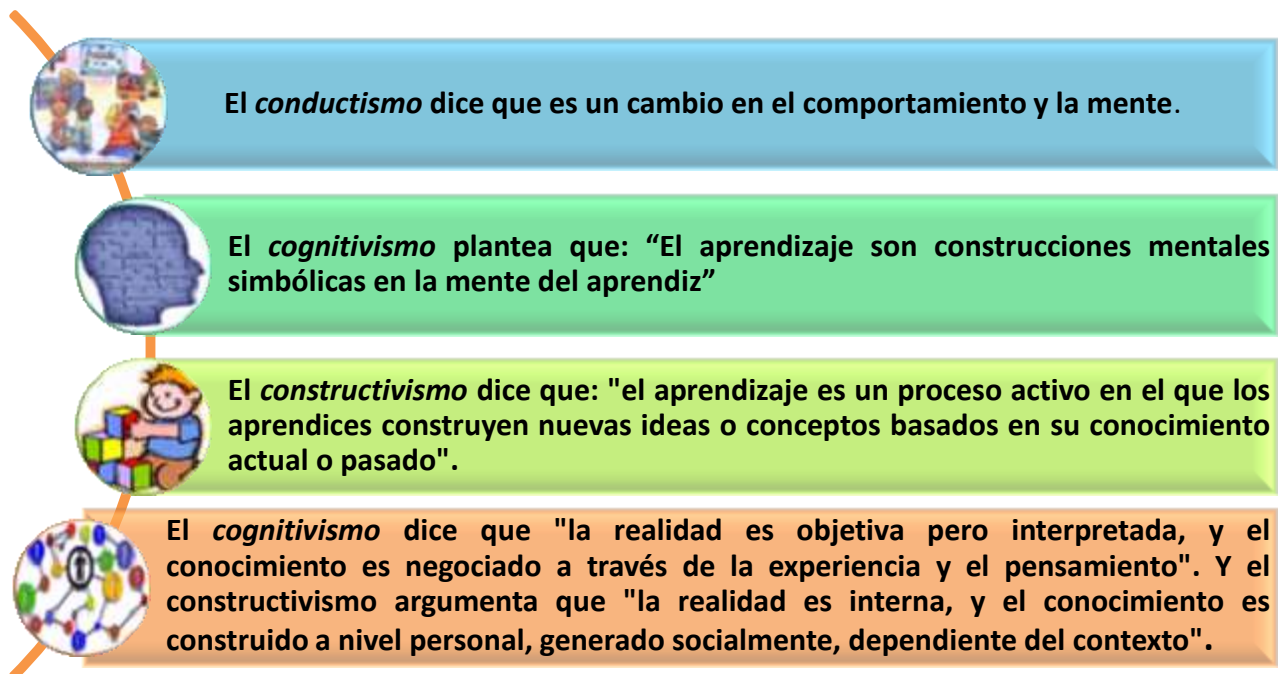 El conductismo dice que es un cambio en el comportamiento y la mente.
El cognitivismo plantea que: “El aprendizaje son construcciones mentales
simbólicas en la mente del aprendiz”
El constructivismo dice que: "el aprendizaje es un proceso activo en el que los
aprendices construyen nuevas ideas o conceptos basados en su conocimiento
actual o pasado".
El cognitivismo dice que "la realidad es objetiva pero interpretada, y el
conocimiento es negociado a través de la experiencia y el pensamiento". Y el
constructivismo argumenta que "la realidad es interna, y el conocimiento es
construido a nivel personal, generado socialmente, dependiente del contexto".